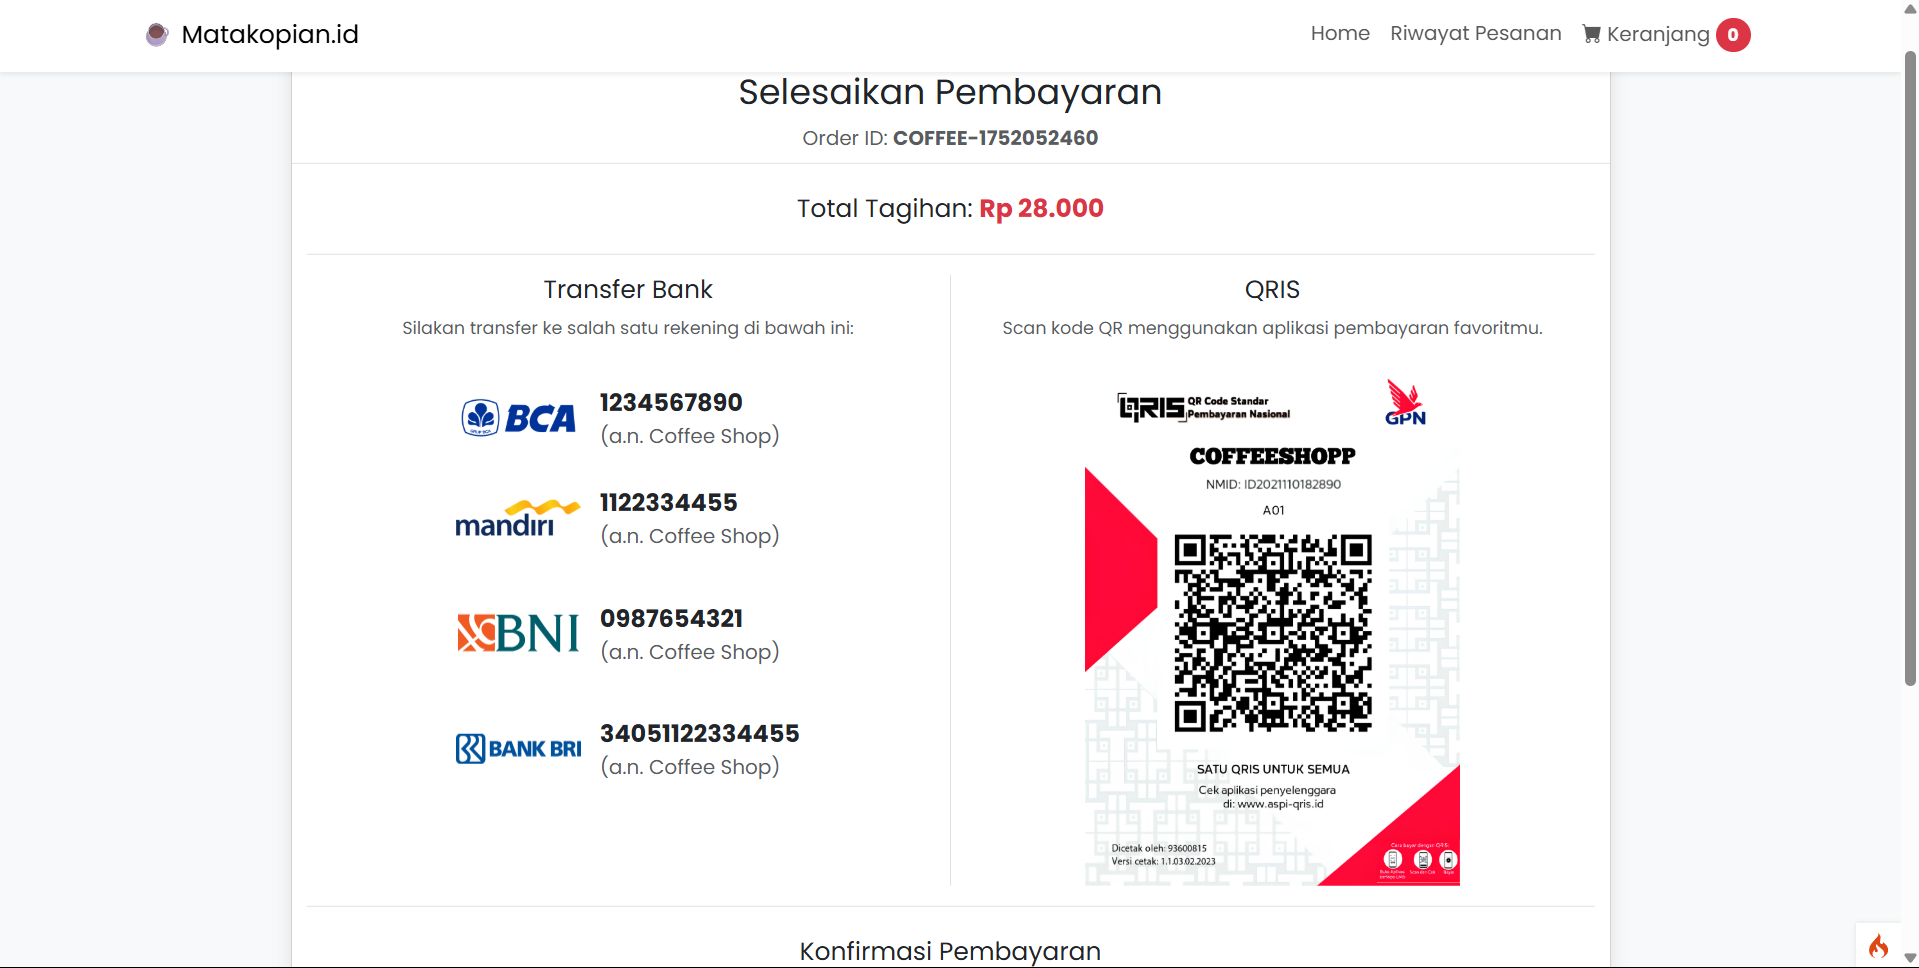 Matakopian.id
Home Riwayat Pesanan Keranjang 0
Selesaikan Pembayaran
Order ID: COFFEE-1752052460
Total Tagihan: Rp 28.000
Transfer Bank
Silakan transfer ke salah satu rekening di bawah ini:
BCA
1234567890
(a.n. Coffee Shop)
mandiri
1122334455
(a.n. Coffee Shop)
BNI
0987654321
(a.n. Coffee Shop)
BANK BRI
34051122334455
(a.n. Coffee Shop)
QRIS
Scan kode QR menggunakan aplikasi pembayaran favoritmu.
QRIS QR Code Standar
Pembayaran Nasional
GPN
COFFEESHOPP
NMID: ID2021110182890
A01
SATU QRIS UNTUK SEMUA
Cek aplikasi penyelenggara
di: www.aspi-qris.id
Dicetak oleh: 93600815
Versi cetak: 1.1.03.02.2023
Cara bayar dengan QRIS:
Konfirmasi Pembayaran